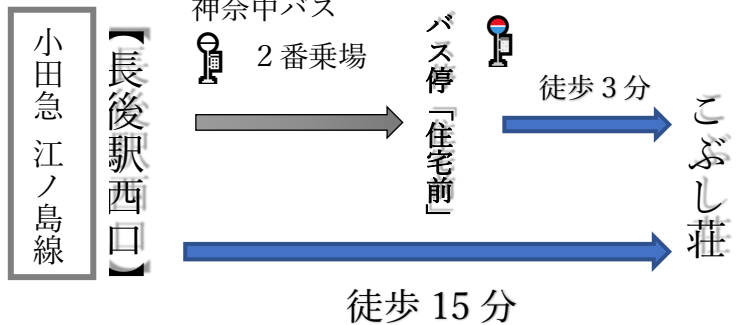 小田急 江ノ島線
【長後駅西口】
神奈中バス
２番乗場
バス停「住宅前」
徒歩３分
こぶし荘
徒歩 15 分